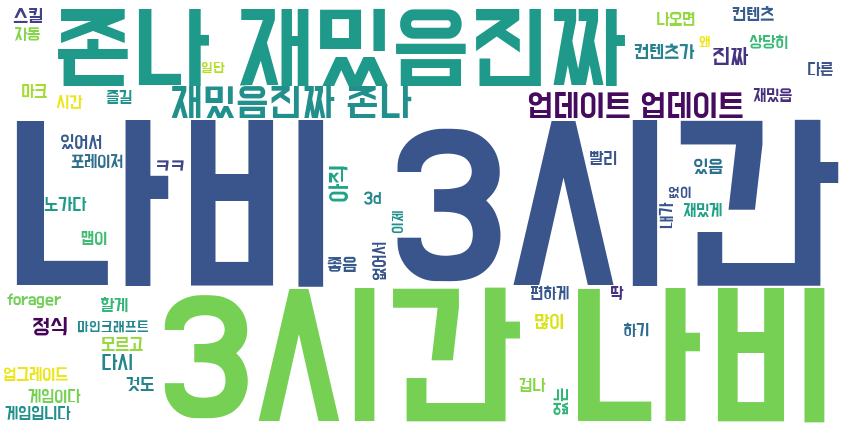 스킬
자동
존나 재밌음진짜
일단
나오면
컨텐츠
왜
컨텐츠가
진짜
상당히
다른
마크
시간
즐길
재밌음진짜 존나
업데이트 업데이트
재밌음
나비 3시간
있어서
포레이저
ㅋㅋ
아직
3d
이제
빨리
있음
없이
내가
재밌게
노가다
맵이
좋음
없어서
forager
할게
정식
마인크래프트
모르고
다시
업그레이드
것도
게임이다
게임입니다
3시간 나비
편하게
딱
많이
하기
겁나